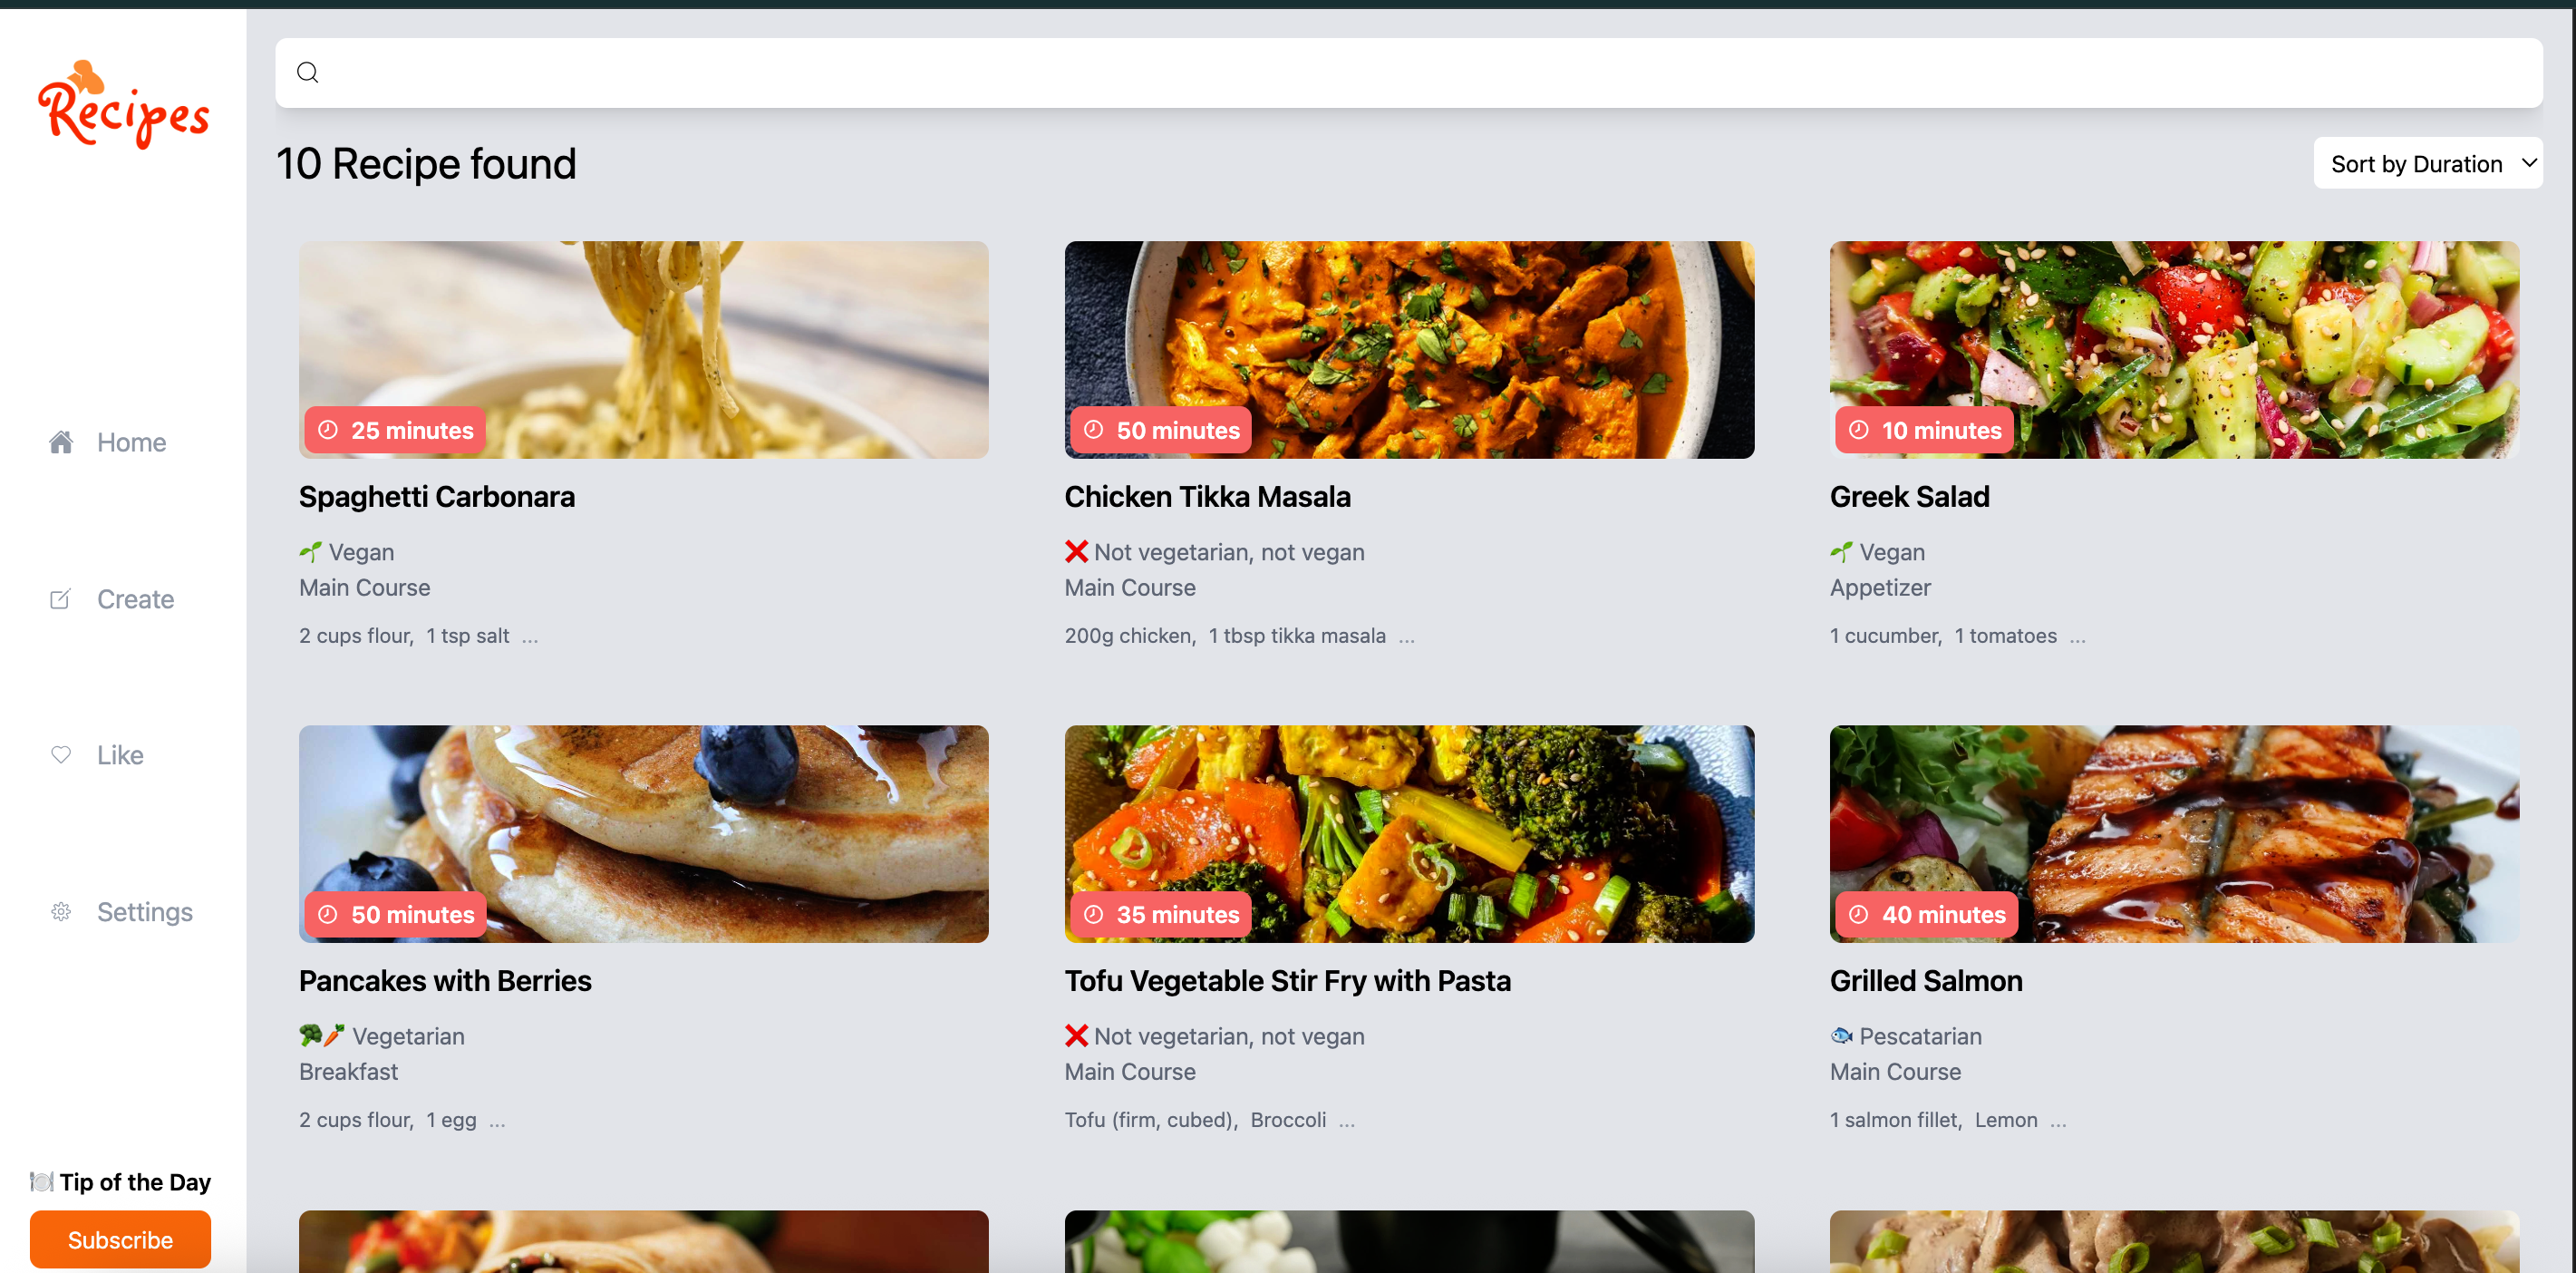 Recipes
10 Recipe found
Sort by Duration
Home
Create
Like
Settings
🍽️ Tip of the Day
Subscribe
25 minutes
Spaghetti Carbonara
🌱 Vegan
Main Course
2 cups flour, 1 tsp salt ...
50 minutes
Chicken Tikka Masala
❌ Not vegetarian, not vegan
Main Course
200g chicken, 1 tbsp tikka masala ...
10 minutes
Greek Salad
🌱 Vegan
Appetizer
1 cucumber, 1 tomatoes ...
50 minutes
Pancakes with Berries
🥦🥕 Vegetarian
Breakfast
2 cups flour, 1 egg ...
35 minutes
Tofu Vegetable Stir Fry with Pasta
❌ Not vegetarian, not vegan
Main Course
Tofu (firm, cubed), Broccoli ...
40 minutes
Grilled Salmon
🐟 Pescatarian
Main Course
1 salmon fillet, Lemon ...